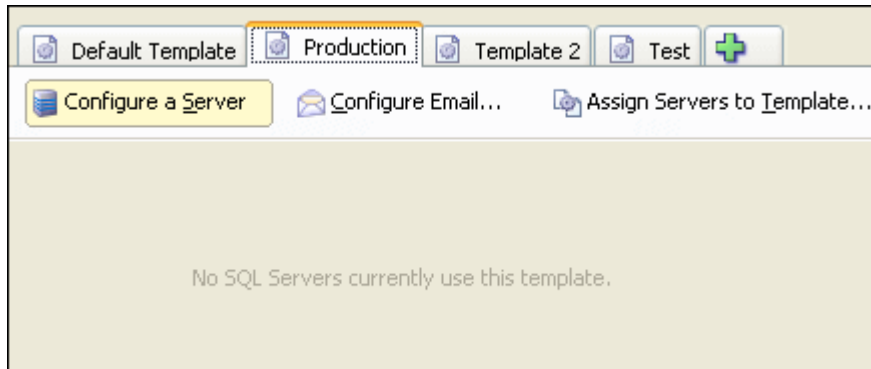 Default Template Production Template 2 Test
Configure a Server Configure Email... Assign Servers to Template...
No SQL Servers currently use this template.